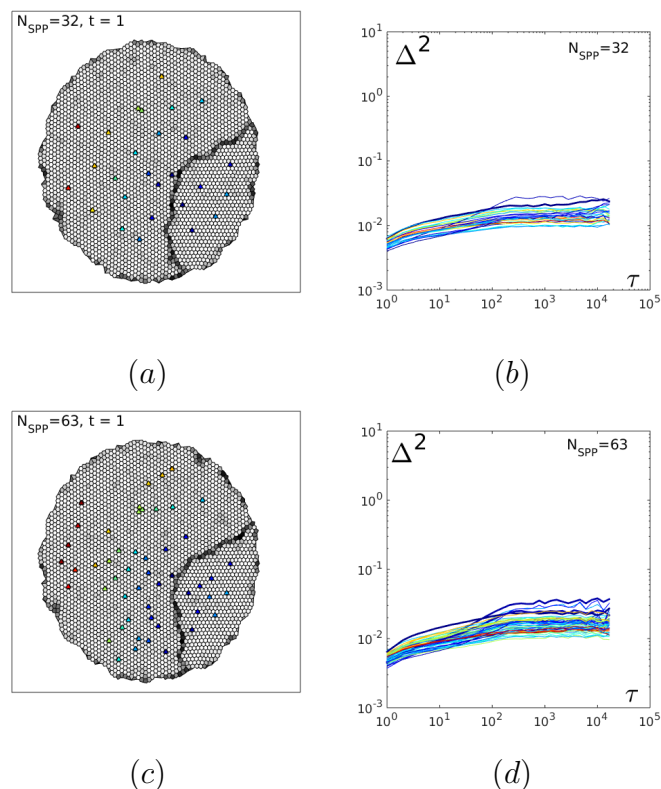 N_SPP=32, t = 1
Δ²
N_SPP=32
10¹
10⁰
10⁻¹
10⁻²
10⁻³
10⁰ 10¹ 10² 10³ 10⁴ 10⁵
τ
(a)
(b)
N_SPP=63, t = 1
Δ²
N_SPP=63
10¹
10⁰
10⁻¹
10⁻²
10⁻³
10⁰ 10¹ 10² 10³ 10⁴ 10⁵
τ
(c)
(d)